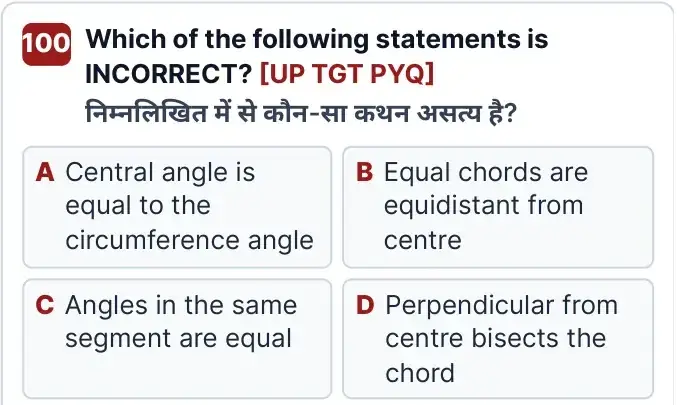 100 Which of the following statements is
INCORRECT? [UP TGT PYQ]
निम्नलिखित में से कौन-सा कथन असत्य है?
A Central angle is
equal to the
circumference angle
B Equal chords are
equidistant from
centre
C Angles in the same
segment are equal
D Perpendicular from
centre bisects the
chord